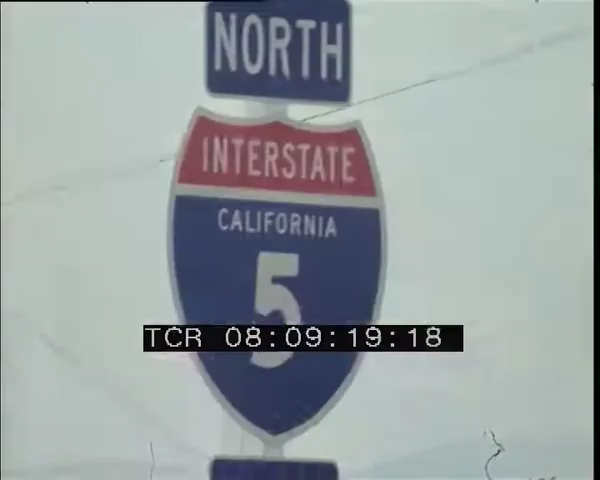 NORTH
INTERSTATE
CALIFORNIA
5
TCR 08:09:19:18